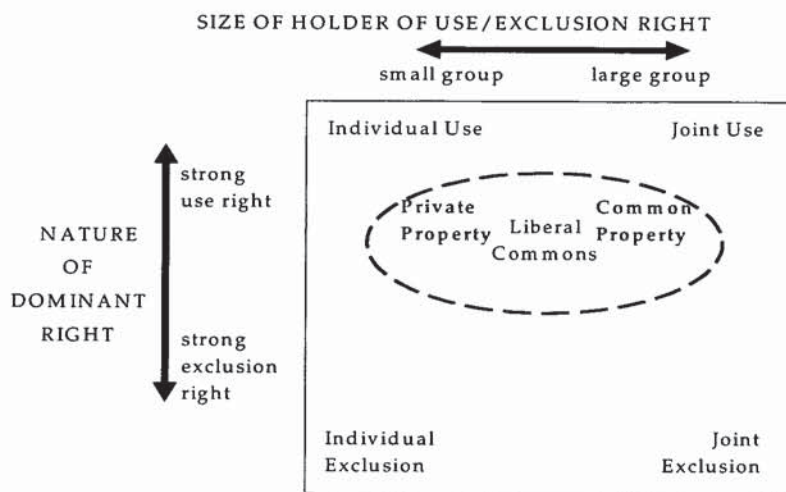 SIZE OF HOLDER OF USE/EXCLUSION RIGHT
small group large group
Individual Use Joint Use
strong
use right
Private Common
Property Liberal Property
Commons
NATURE
OF
DOMINANT
RIGHT
strong
exclusion
right
Individual Joint
Exclusion Exclusion